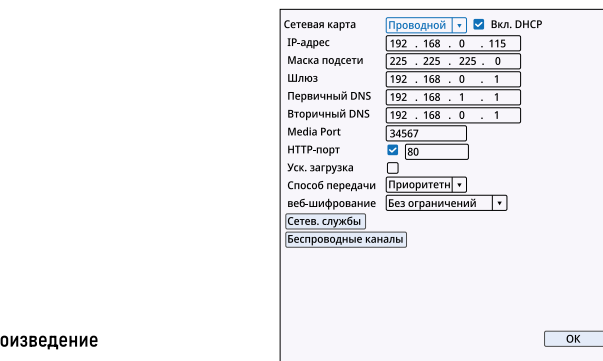 Сетевая карта Проводной Вкл. DHCP
IP-адрес 192 . 168 . 0 . 115
Маска подсети 225 . 225 . 225 . 0
Шлюз 192 . 168 . 0 . 1
Первичный DNS 192 . 168 . 1 . 1
Вторичный DNS 192 . 168 . 0 . 1
Media Port 34567
HTTP-порт 80
Уск. загрузка
Способ передачи Приоритетн
веб-шифрование Без ограничений
Сетев. службы
Беспроводные каналы
оизведение
OK